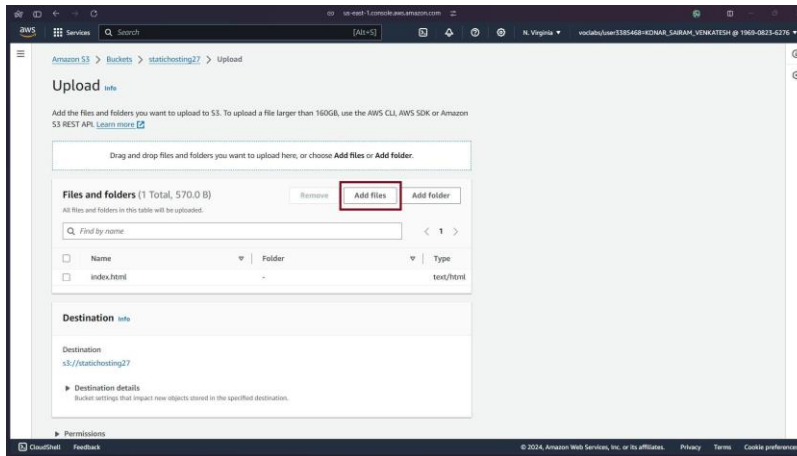 us-east-1.console.aws.amazon.com
aws Services Search [Alt+S] N. Virginia ▼ voclabs/user3385468=KONAR_SAIRAM_VENKATESH @ 1969-0823-6276 ▼
Amazon S3 > Buckets > statichosting27 > Upload
Upload Info
Add the files and folders you want to upload to S3. To upload a file larger than 160GB, use the AWS CLI, AWS SDK or Amazon
S3 REST API. Learn more
Drag and drop files and folders you want to upload here, or choose Add files or Add folder.
Files and folders (1 Total, 570.0 B) Remove Add files Add folder
All files and folders in this table will be uploaded.
Find by name < 1 >
Name Folder Type
index.html - text/html
Destination Info
Destination
s3://statichosting27
▶ Destination details
Bucket settings that impact new objects stored in the specified destination.
▶ Permissions
CloudShell Feedback © 2024, Amazon Web Services, Inc. or its affiliates. Privacy Terms Cookie preferences